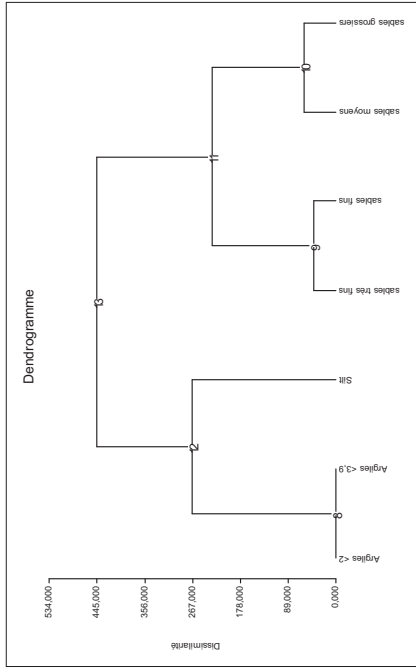 Dendrogramme
Dissimilarité
534,000
445,000
356,000
267,000
178,000
89,000
0,000
13
12
11
10
9
8
Argiles <2
Argiles <3,9
Silt
sables très fins
sables fins
sables moyens
sables grossiers